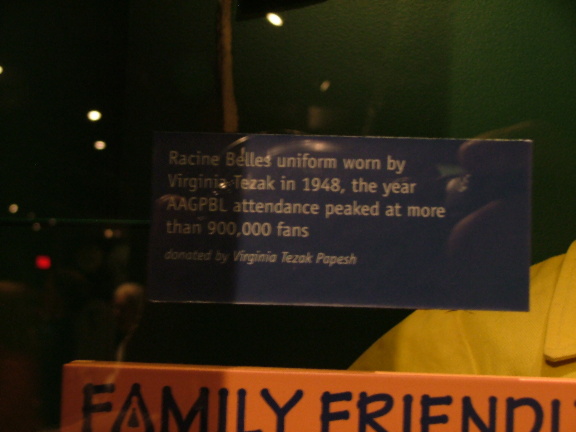 Racine Belles uniform worn by
Virginia Tezak in 1948, the year
AAGPBL attendance peaked at more
than 900,000 fans
donated by Virginia Tezak Papesh
FAMILY FRIENDL